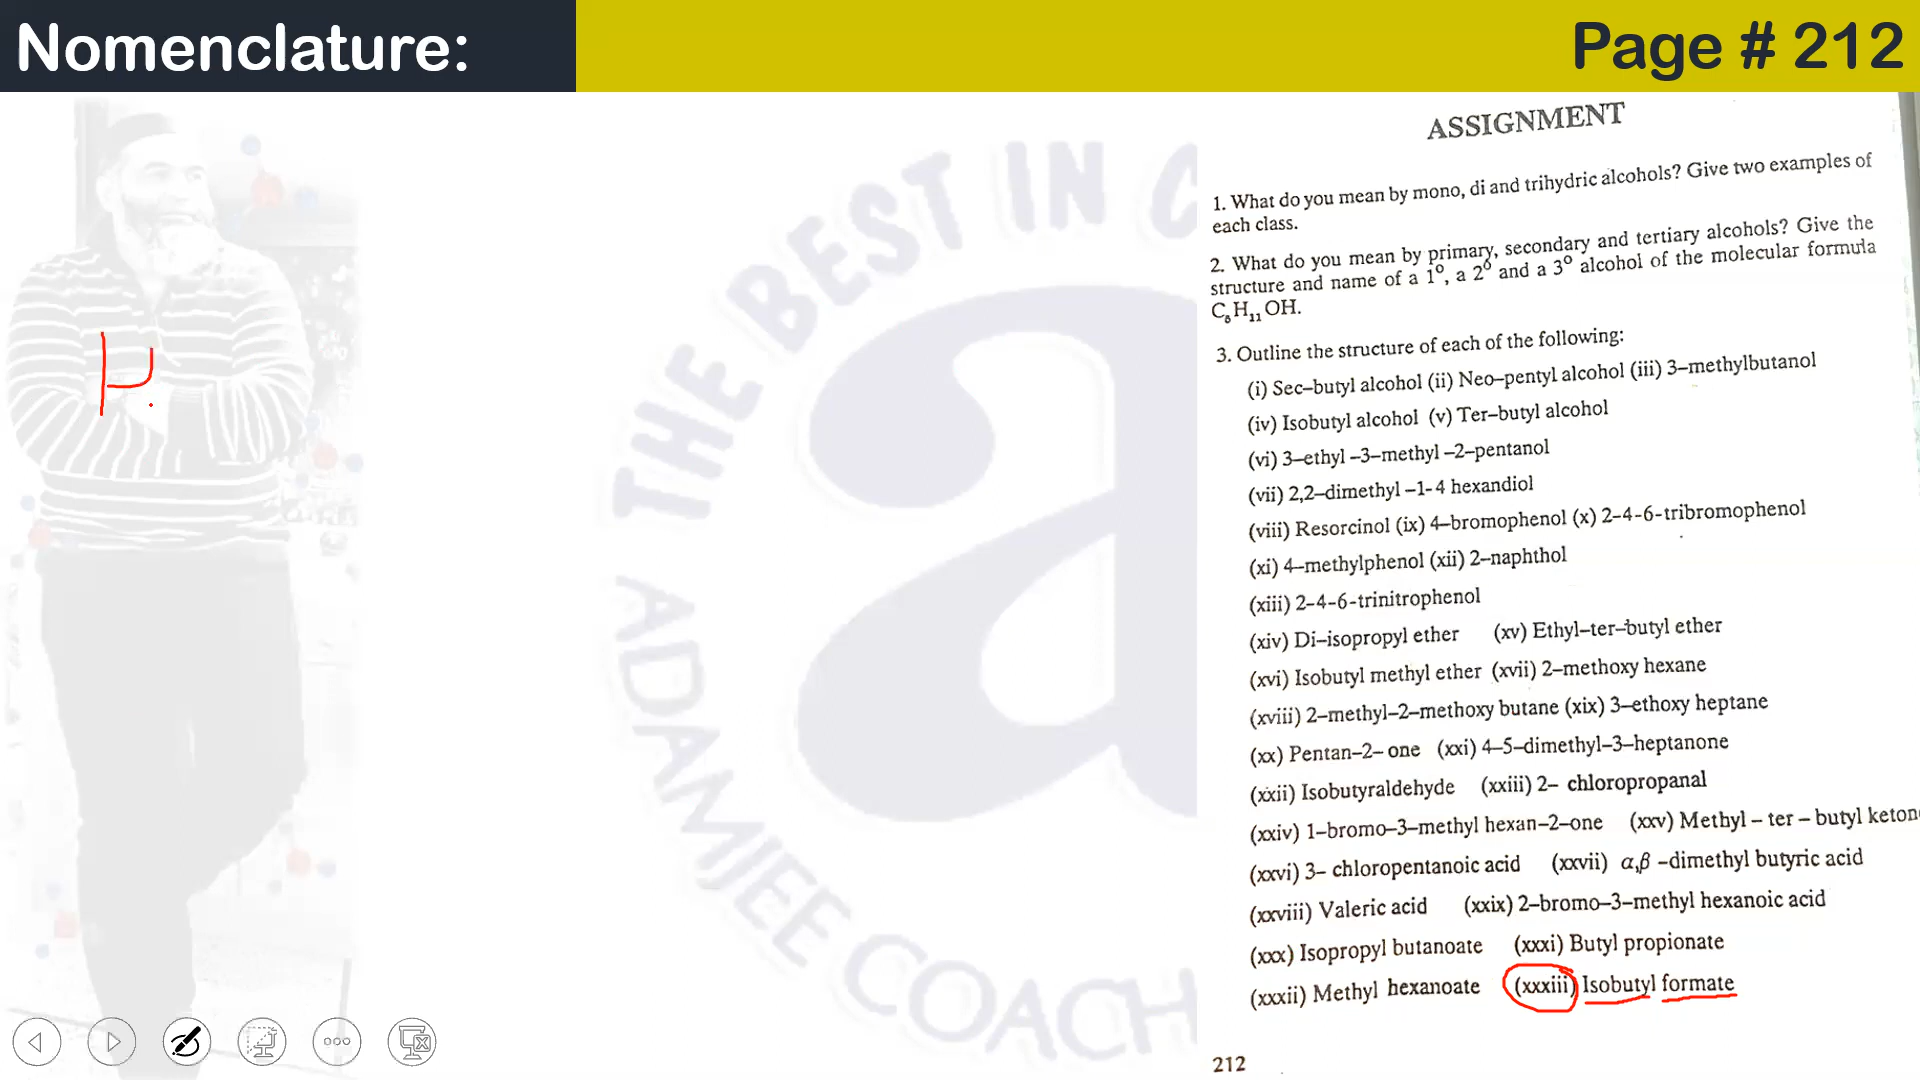 Nomenclature:
Page # 212
THE BEST IN C
ADAMJEE COACH
H
ASSIGNMENT
1. What do you mean by mono, di and trihydric alcohols? Give two examples of
each class.
2. What do you mean by primary, secondary and tertiary alcohols? Give the
structure and name of a 1°, a 2° and a 3° alcohol of the molecular formula
H₁₁ OH.
3. Outline the structure of each of the following:
(i) Sec–butyl alcohol (ii) Neo–pentyl alcohol (iii) 3–methylbutanol
(iv) Isobutyl alcohol (v) Ter–butyl alcohol
(vi) 3–ethyl –3–methyl –2–pentanol
(vii) 2,2–dimethyl –1- 4 hexandiol
(viii) Resorcinol (ix) 4–bromophenol (x) 2-4-6-tribromophenol
(xi) 4–methylphenol (xii) 2–naphthol
(xiii) 2-4-6-trinitrophenol
(xiv) Di–isopropyl ether (xv) Ethyl–ter–butyl ether
(xvi) Isobutyl methyl ether (xvii) 2–methoxy hexane
(xviii) 2–methyl–2–methoxy butane (xix) 3–ethoxy heptane
(xx) Pentan–2– one (xxi) 4–5–dimethyl–3–heptanone
(xxii) Isobutyraldehyde (xxiii) 2– chloropropanal
(xxiv) 1–bromo–3–methyl hexan–2–one (xxv) Methyl – ter – butyl keton
(xxvi) 3– chloropentanoic acid (xxvii) α,β –dimethyl butyric acid
(xxviii) Valeric acid (xxix) 2–bromo–3–methyl hexanoic acid
(xxx) Isopropyl butanoate (xxxi) Butyl propionate
(xxxii) Methyl hexanoate (xxxiii) Isobutyl formate
212